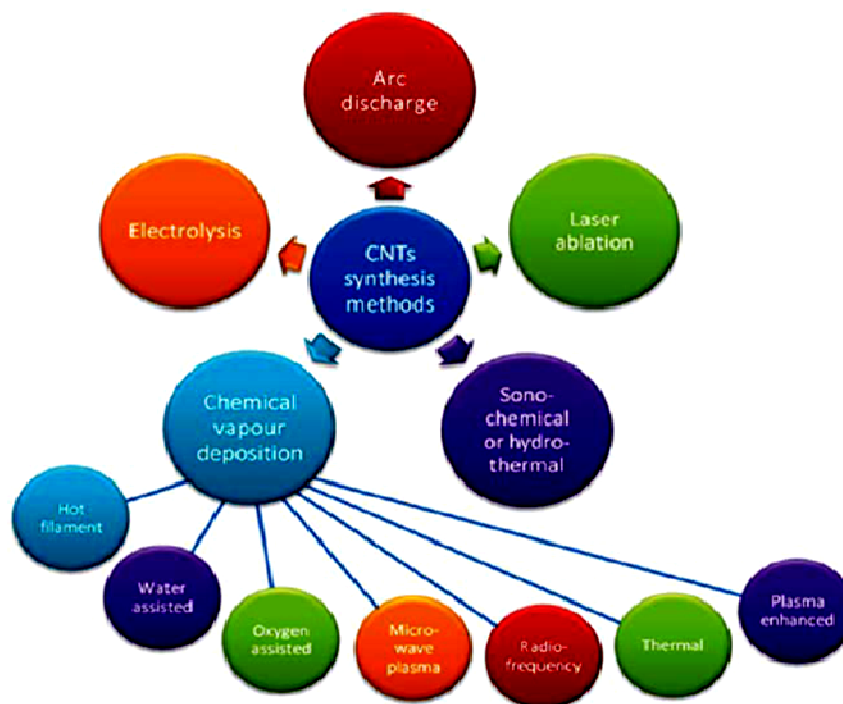 Arc
discharge
Electrolysis
Laser
ablation
CNTs
synthesis
methods
Chemical
vapour
deposition
Sono-
chemical
or hydro-
thermal
Hot
filament
Water
assisted
Oxygen
assisted
Micro-
wave
plasma
Radio-
frequency
Thermal
Plasma
enhanced